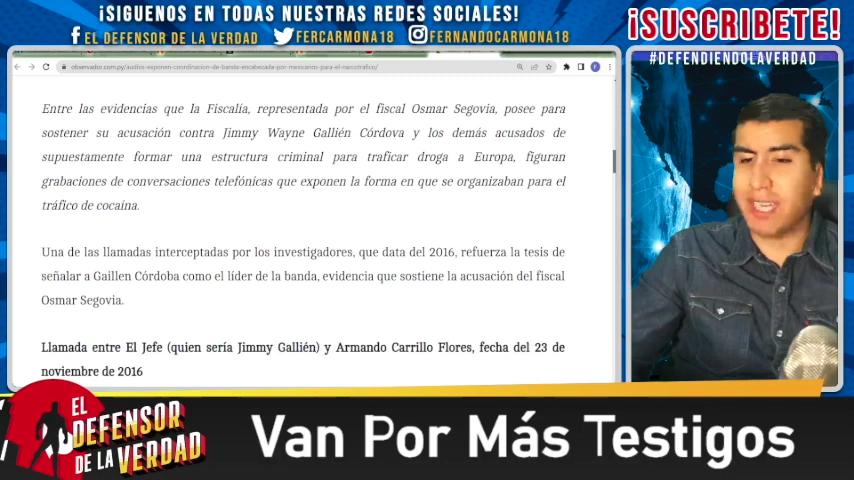 ¡SIGUENOS EN TODAS NUESTRAS REDES SOCIALES!
EL DEFENSOR DE LA VERDAD FERCARMONA18 @FERNANDOCARMONA18
¡SUSCRIBETE!
#DEFENDIENDOLAVERDAD
observador.com.py/audios-exponen-coordinacion-de-banda-encabezada-por-mexicanos-para-el-narcotrafico/
Entre las evidencias que la Fiscalía, representada por el fiscal Osmar Segovia, posee para
sostener su acusación contra Jimmy Wayne Gallién Córdova y los demás acusados de
supuestamente formar una estructura criminal para traficar droga a Europa, figuran
grabaciones de conversaciones telefónicas que exponen la forma en que se organizaban para el
tráfico de cocaína.
Una de las llamadas interceptadas por los investigadores, que data del 2016, refuerza la tesis de
señalar a Gaillen Córdoba como el líder de la banda, evidencia que sostiene la acusación del fiscal
Osmar Segovia.
Llamada entre El Jefe (quien sería Jimmy Gallién) y Armando Carrillo Flores, fecha del 23 de
noviembre de 2016
EL
DEFENSOR
DE LA VERDAD
Van Por Más Testigos